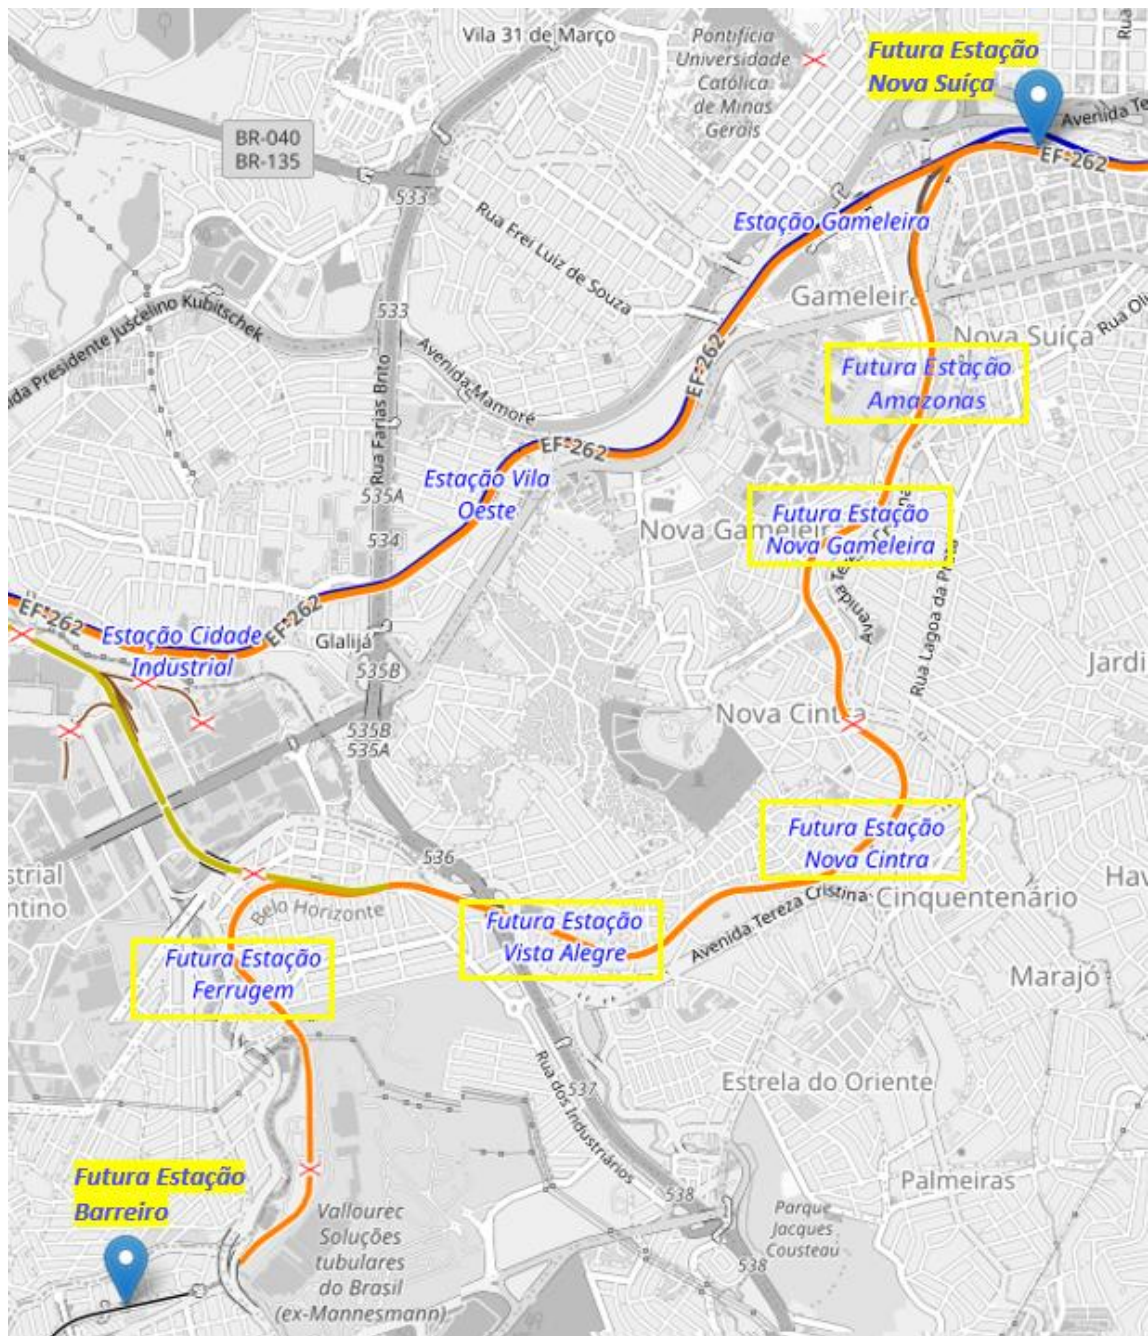 Vila 31 de Março
Pontifícia
Universidade
Católica
de Minas
Gerais
Futura Estação
Nova Suíça
Avenida Te
BR-040
BR-135
533
EF-262
Rua Frei Luiz de Souza
Estação Gameleira
nida Presidente Juscelino Kubitschek
533
Gameleira
Avenida Mamoré
Rua Farias Brito
EF-262
Nova Suíça
Futura Estação
Amazonas
EF-262
Estação Vila
Oeste
535A
534
Nova Gameleir
Futura Estação
Nova Gameleira
Rua Lagoa da Prata
EF-262
EF-262
Estação Cidade
Industrial
Glalijá
535B
Jardi
Nova Cintra
535B
535A
Futura Estação
Nova Cintra
536
strial
ntino
Belo Horizonte
Cinquentenário
Hav
Avenida Tereza Cristina
Futura Estação
Vista Alegre
Futura Estação
Ferrugem
Marajó
537
Estrela do Oriente
Rua dos Industriários
Futura Estação
Barreiro
Palmeiras
538
Vallourec
Soluções
tubulares
do Brasil
(ex-Mannesmann)
Parque
Jacques
Cousteau
538